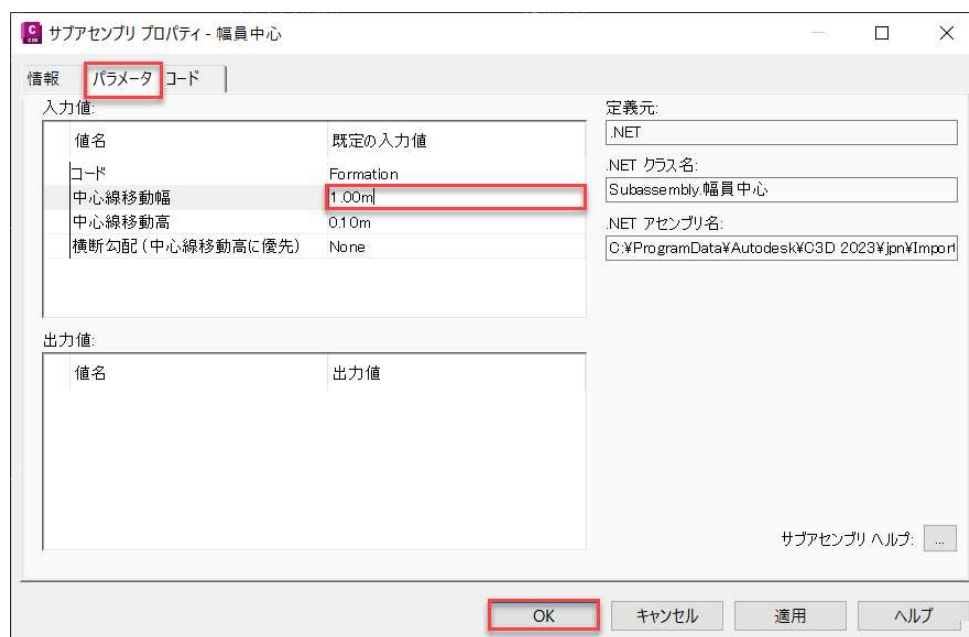 サブアセンブリ プロパティ - 幅員中心
情報 パラメータ コード
入力値:
値名 既定の入力値
コード Formation
中心線移動幅 1.00m
中心線移動高 0.10m
横断勾配(中心線移動高に優先) None
出力値:
値名 出力値
定義元:
.NET
.NET クラス名:
Subassembly.幅員中心
.NET アセンブリ名:
C:¥ProgramData¥Autodesk¥C3D 2023¥jpn¥Import
サブアセンブリ ヘルプ: ...
OK キャンセル 適用 ヘルプ